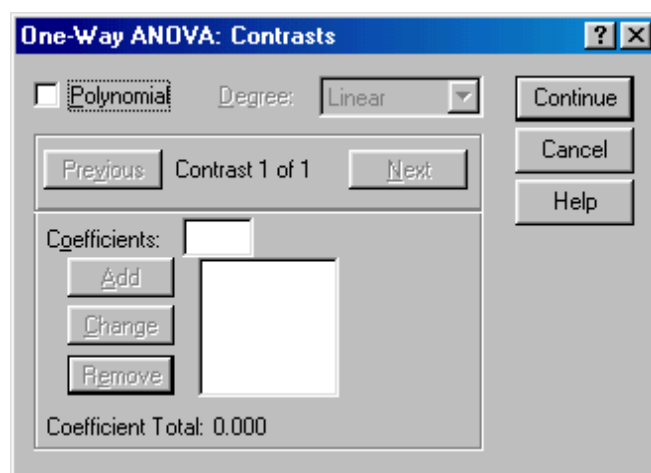 One-Way ANOVA: Contrasts
Polynomial Degree: Linear Continue
Previous Contrast 1 of 1 Next Cancel
Help
Coefficients:
Add
Change
Remove
Coefficient Total: 0.000